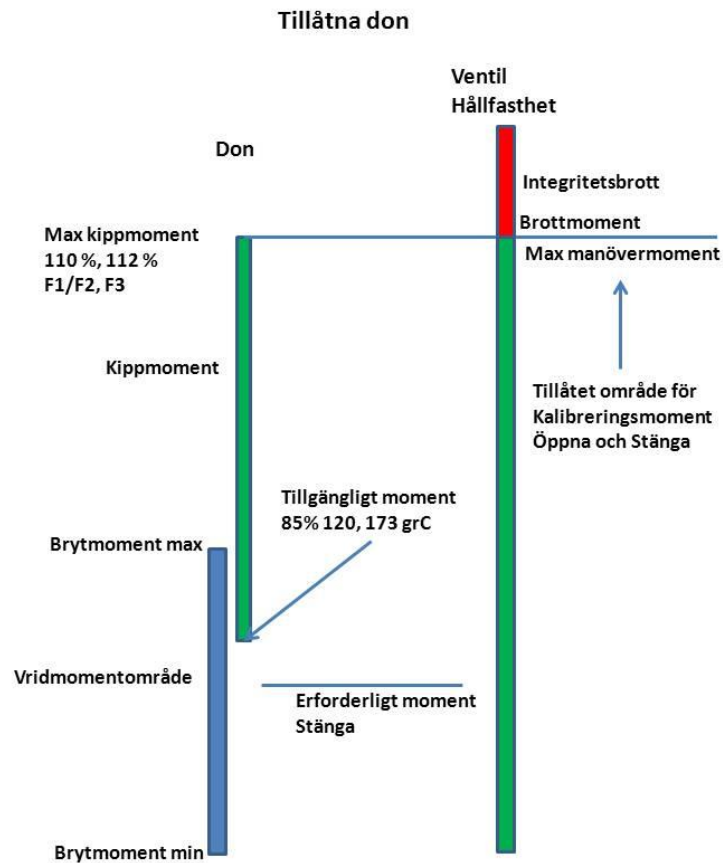 Tillåtna don
Ventil
Hållfasthet
Don
Integritetsbrott
Brottmoment
Max kippmoment
110 %, 112 %
F1/F2, F3
Max manövermoment
Kippmoment
Tillåtet område för
Kalibreringsmoment
Öppna och Stänga
Tillgängligt moment
85% 120, 173 grC
Brytmoment max
Vridmomentområde
Erforderligt moment
Stänga
Brytmoment min